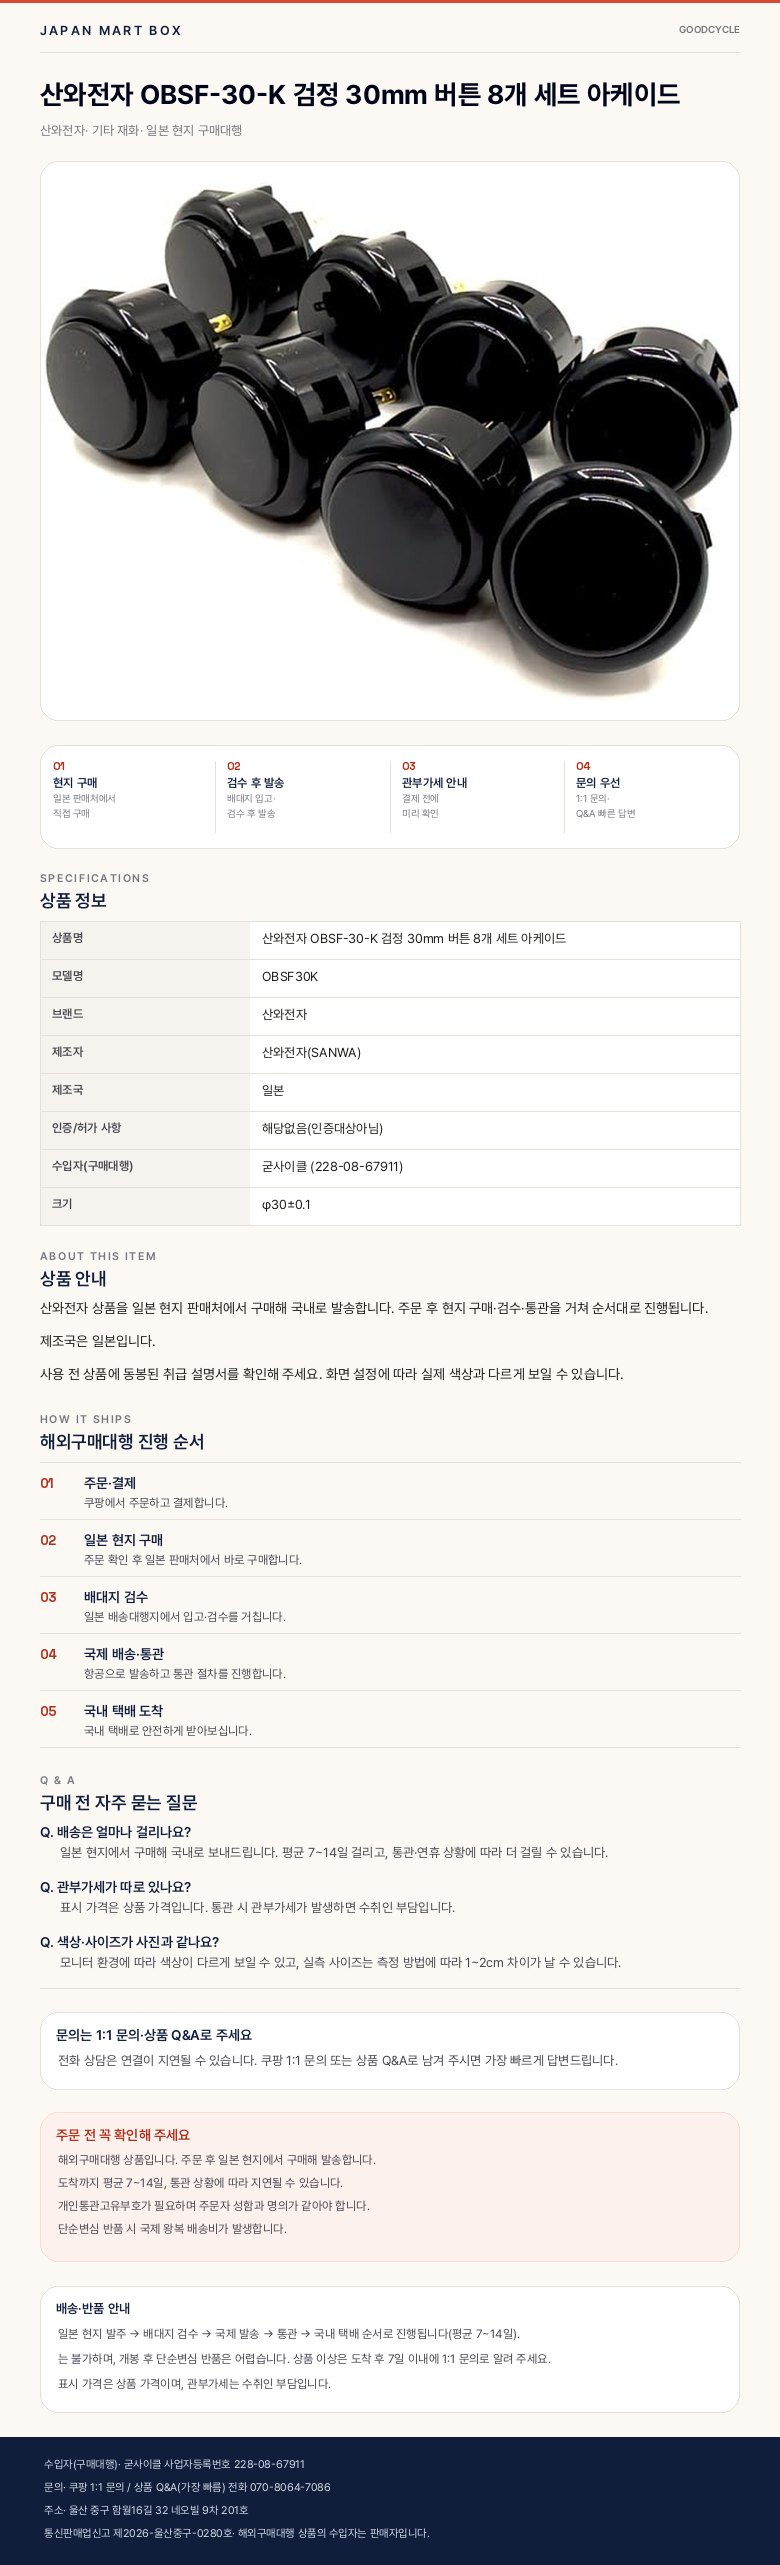 JAPAN MART BOX
GOODCYCLE
산와전자 OBSF-30-K 검정 30mm 버튼 8개 세트 아케이드
산와전자· 기타 재화· 일본 현지 구매대행
01
현지 구매
일본 판매처에서
직접 구매
02
검수 후 발송
배대지 입고·
검수 후 발송
03
관부가세 안내
결제 전에
미리 확인
04
문의 우선
1:1 문의·
Q&A 빠른 답변
SPECIFICATIONS
상품 정보
상품명 산와전자 OBSF-30-K 검정 30mm 버튼 8개 세트 아케이드
모델명 OBSF30K
브랜드 산와전자
제조자 산와전자(SANWA)
제조국 일본
인증/허가 사항 해당없음(인증대상아님)
수입자(구매대행) 굳사이클 (228-08-67911)
크기 φ30±0.1
ABOUT THIS ITEM
상품 안내
산와전자 상품을 일본 현지 판매처에서 구매해 국내로 발송합니다. 주문 후 현지 구매·검수·통관을 거쳐 순서대로 진행됩니다.
제조국은 일본입니다.
사용 전 상품에 동봉된 취급 설명서를 확인해 주세요. 화면 설정에 따라 실제 색상과 다르게 보일 수 있습니다.
HOW IT SHIPS
해외구매대행 진행 순서
01 주문·결제
쿠팡에서 주문하고 결제합니다.
02 일본 현지 구매
주문 확인 후 일본 판매처에서 바로 구매합니다.
03 배대지 검수
일본 배송대행지에서 입고·검수를 거칩니다.
04 국제 배송·통관
항공으로 발송하고 통관 절차를 진행합니다.
05 국내 택배 도착
국내 택배로 안전하게 받아보십니다.
Q & A
구매 전 자주 묻는 질문
Q. 배송은 얼마나 걸리나요?
일본 현지에서 구매해 국내로 보내드립니다. 평균 7~14일 걸리고, 통관·연휴 상황에 따라 더 걸릴 수 있습니다.
Q. 관부가세가 따로 있나요?
표시 가격은 상품 가격입니다. 통관 시 관부가세가 발생하면 수취인 부담입니다.
Q. 색상·사이즈가 사진과 같나요?
모니터 환경에 따라 색상이 다르게 보일 수 있고, 실측 사이즈는 측정 방법에 따라 1~2cm 차이가 날 수 있습니다.
문의는 1:1 문의·상품 Q&A로 주세요
전화 상담은 연결이 지연될 수 있습니다. 쿠팡 1:1 문의 또는 상품 Q&A로 남겨 주시면 가장 빠르게 답변드립니다.
주문 전 꼭 확인해 주세요
해외구매대행 상품입니다. 주문 후 일본 현지에서 구매해 발송합니다.
도착까지 평균 7~14일, 통관 상황에 따라 지연될 수 있습니다.
개인통관고유부호가 필요하며 주문자 성함과 명의가 같아야 합니다.
단순변심 반품 시 국제 왕복 배송비가 발생합니다.
배송·반품 안내
일본 현지 발주 → 배대지 검수 → 국제 발송 → 통관 → 국내 택배 순서로 진행됩니다(평균 7~14일).
는 불가하며, 개봉 후 단순변심 반품은 어렵습니다. 상품 이상은 도착 후 7일 이내에 1:1 문의로 알려 주세요.
표시 가격은 상품 가격이며, 관부가세는 수취인 부담입니다.
수입자(구매대행)· 굳사이클 사업자등록번호 228-08-67911
문의· 쿠팡 1:1 문의 / 상품 Q&A(가장 빠름) 전화 070-8064-7086
주소· 울산 중구 함월16길 32 네오빌 9차 201호
통신판매업신고 제2026-울산중구-0280호· 해외구매대행 상품의 수입자는 판매자입니다.